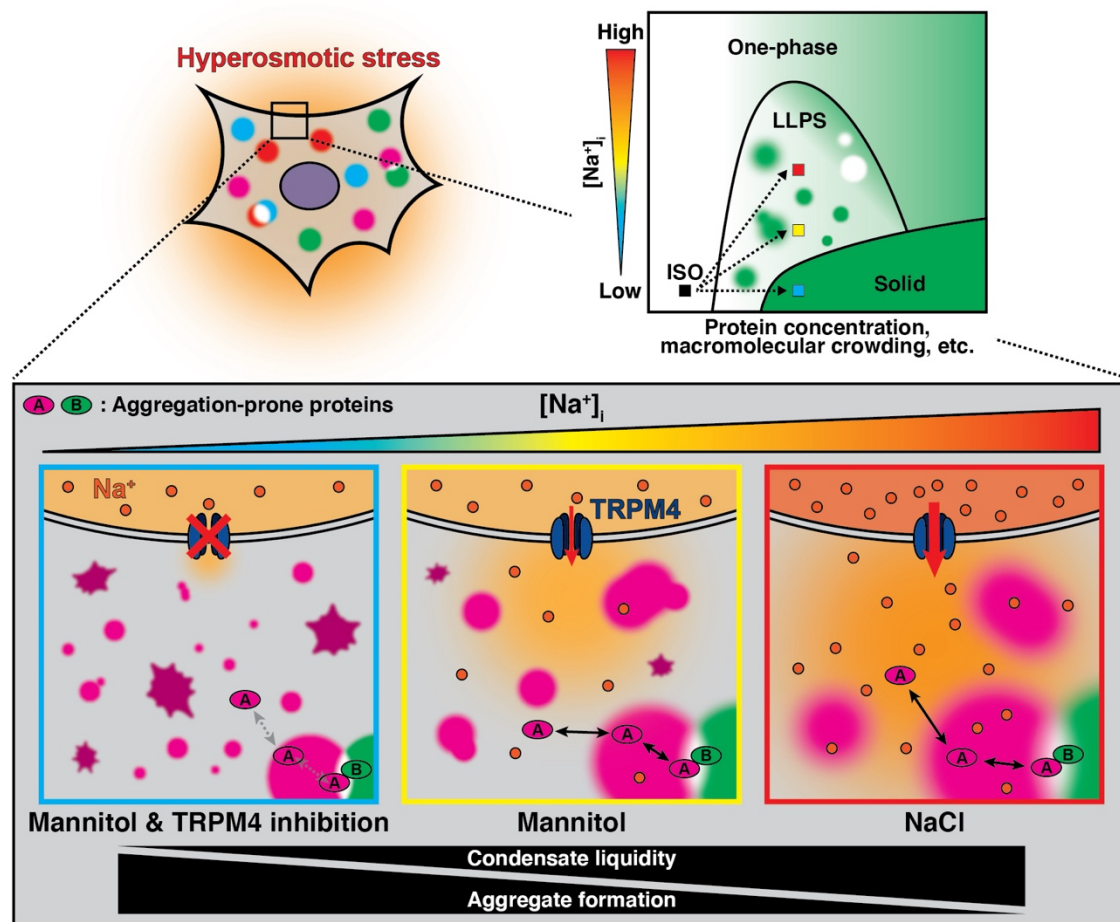 Hyperosmotic stress
High
[Na⁺]ᵢ
Low
One-phase
LLPS
ISO
Solid
Protein concentration,
macromolecular crowding, etc.
A B : Aggregation-prone proteins
[Na⁺]ᵢ
Na⁺
A
A
A B
Mannitol & TRPM4 inhibition
TRPM4
A
A
A B
Mannitol
A
A
A B
NaCl
Condensate liquidity
Aggregate formation